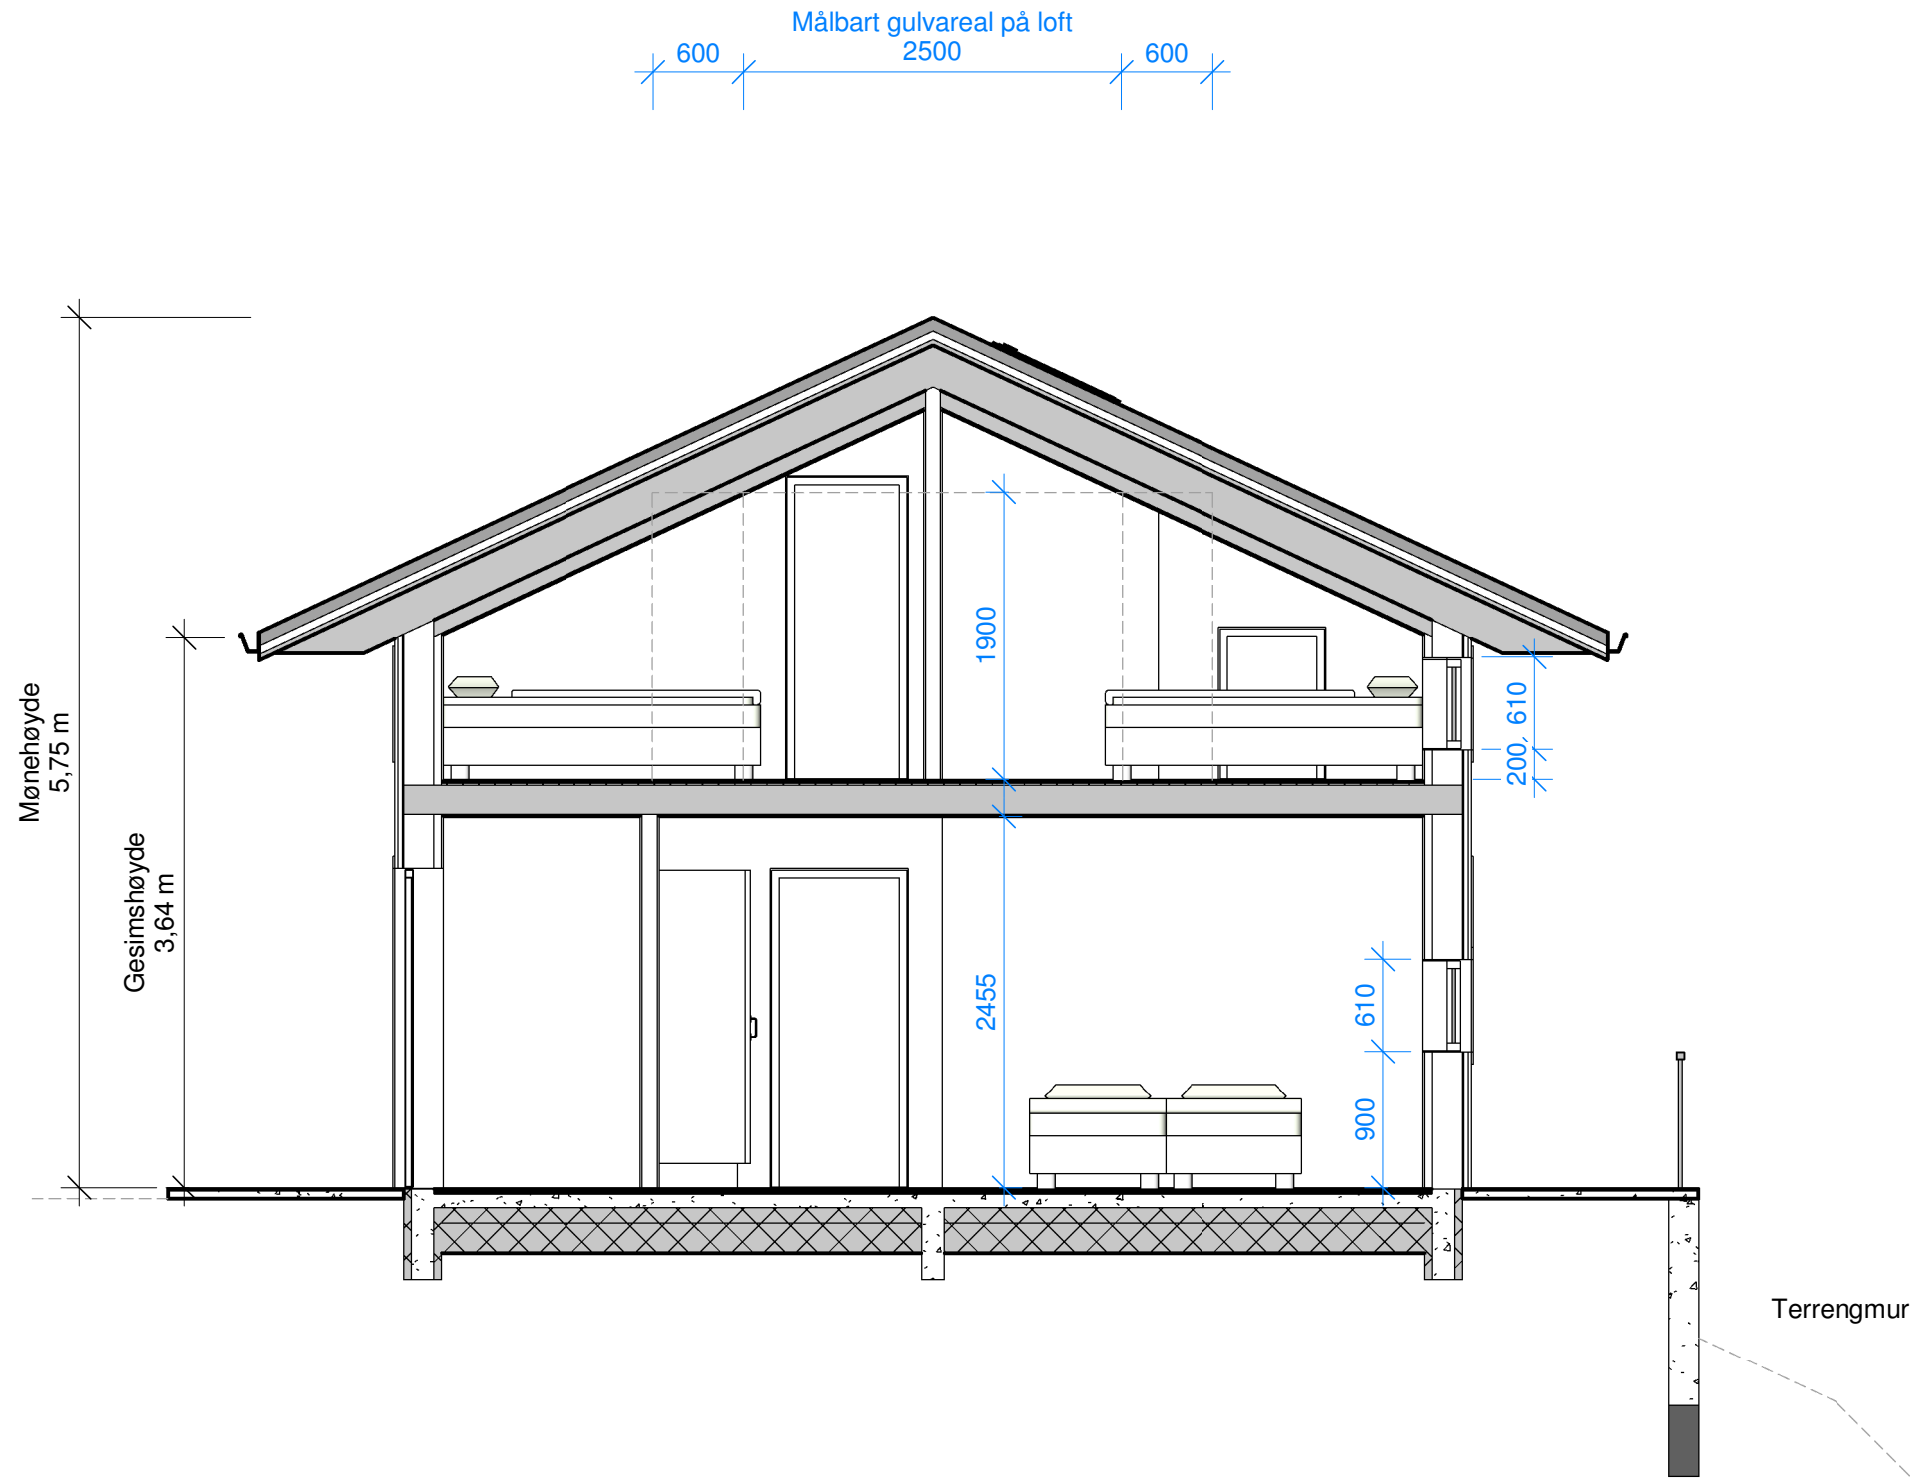 Målbart gulvareal på loft
600
2500
600
Mønehøyde
5,75 m
Gesimshøyde
3,64 m
1900
200, 610
2455
610
900
Terrengmur